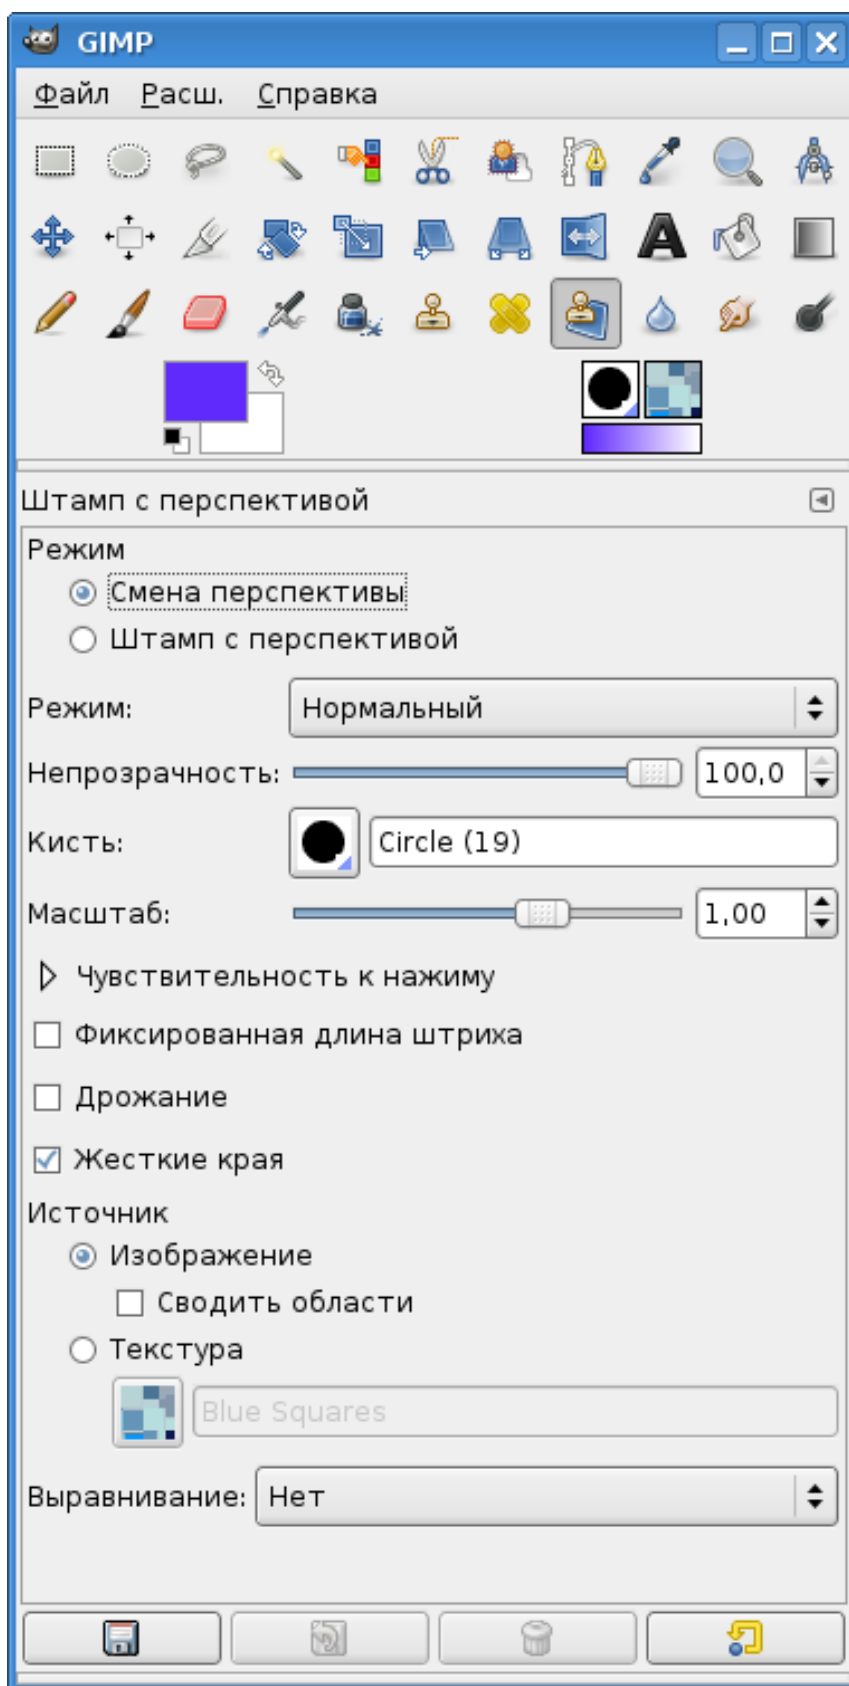 GIMP
Файл Расш. Справка
Штамп с перспективой
Режим
Смена перспективы
Штамп с перспективой
Режим: Нормальный
Непрозрачность: 100,0
Кисть: Circle (19)
Масштаб: 1,00
Чувствительность к нажиму
Фиксированная длина штриха
Дрожание
Жесткие края
Источник
Изображение
Сводить области
Текстура
Blue Squares
Выравнивание: Нет